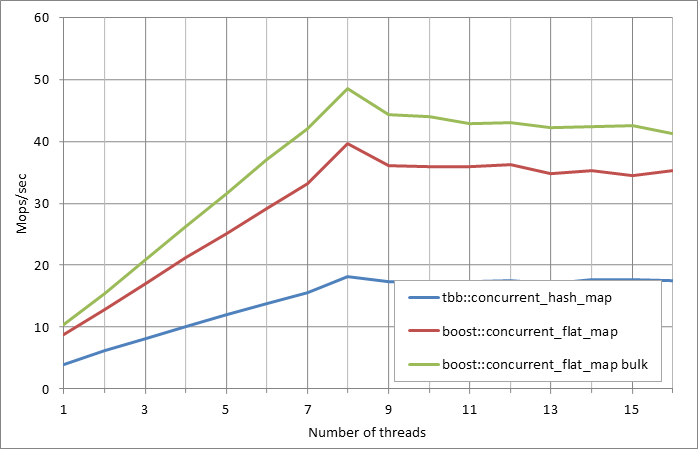 60
50
40
30
20
10
0
Mops/sec
tbb::concurrent_hash_map
boost::concurrent_flat_map
boost::concurrent_flat_map bulk
1 3 5 7 9 11 13 15
Number of threads